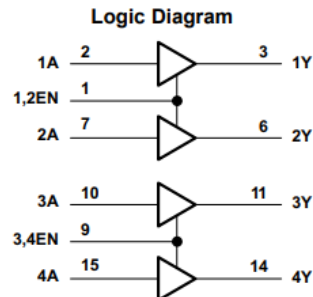 Logic Diagram
1A 2 3 1Y
1,2EN 1
2A 7 6 2Y
3A 10 11 3Y
3,4EN 9
4A 15 14 4Y